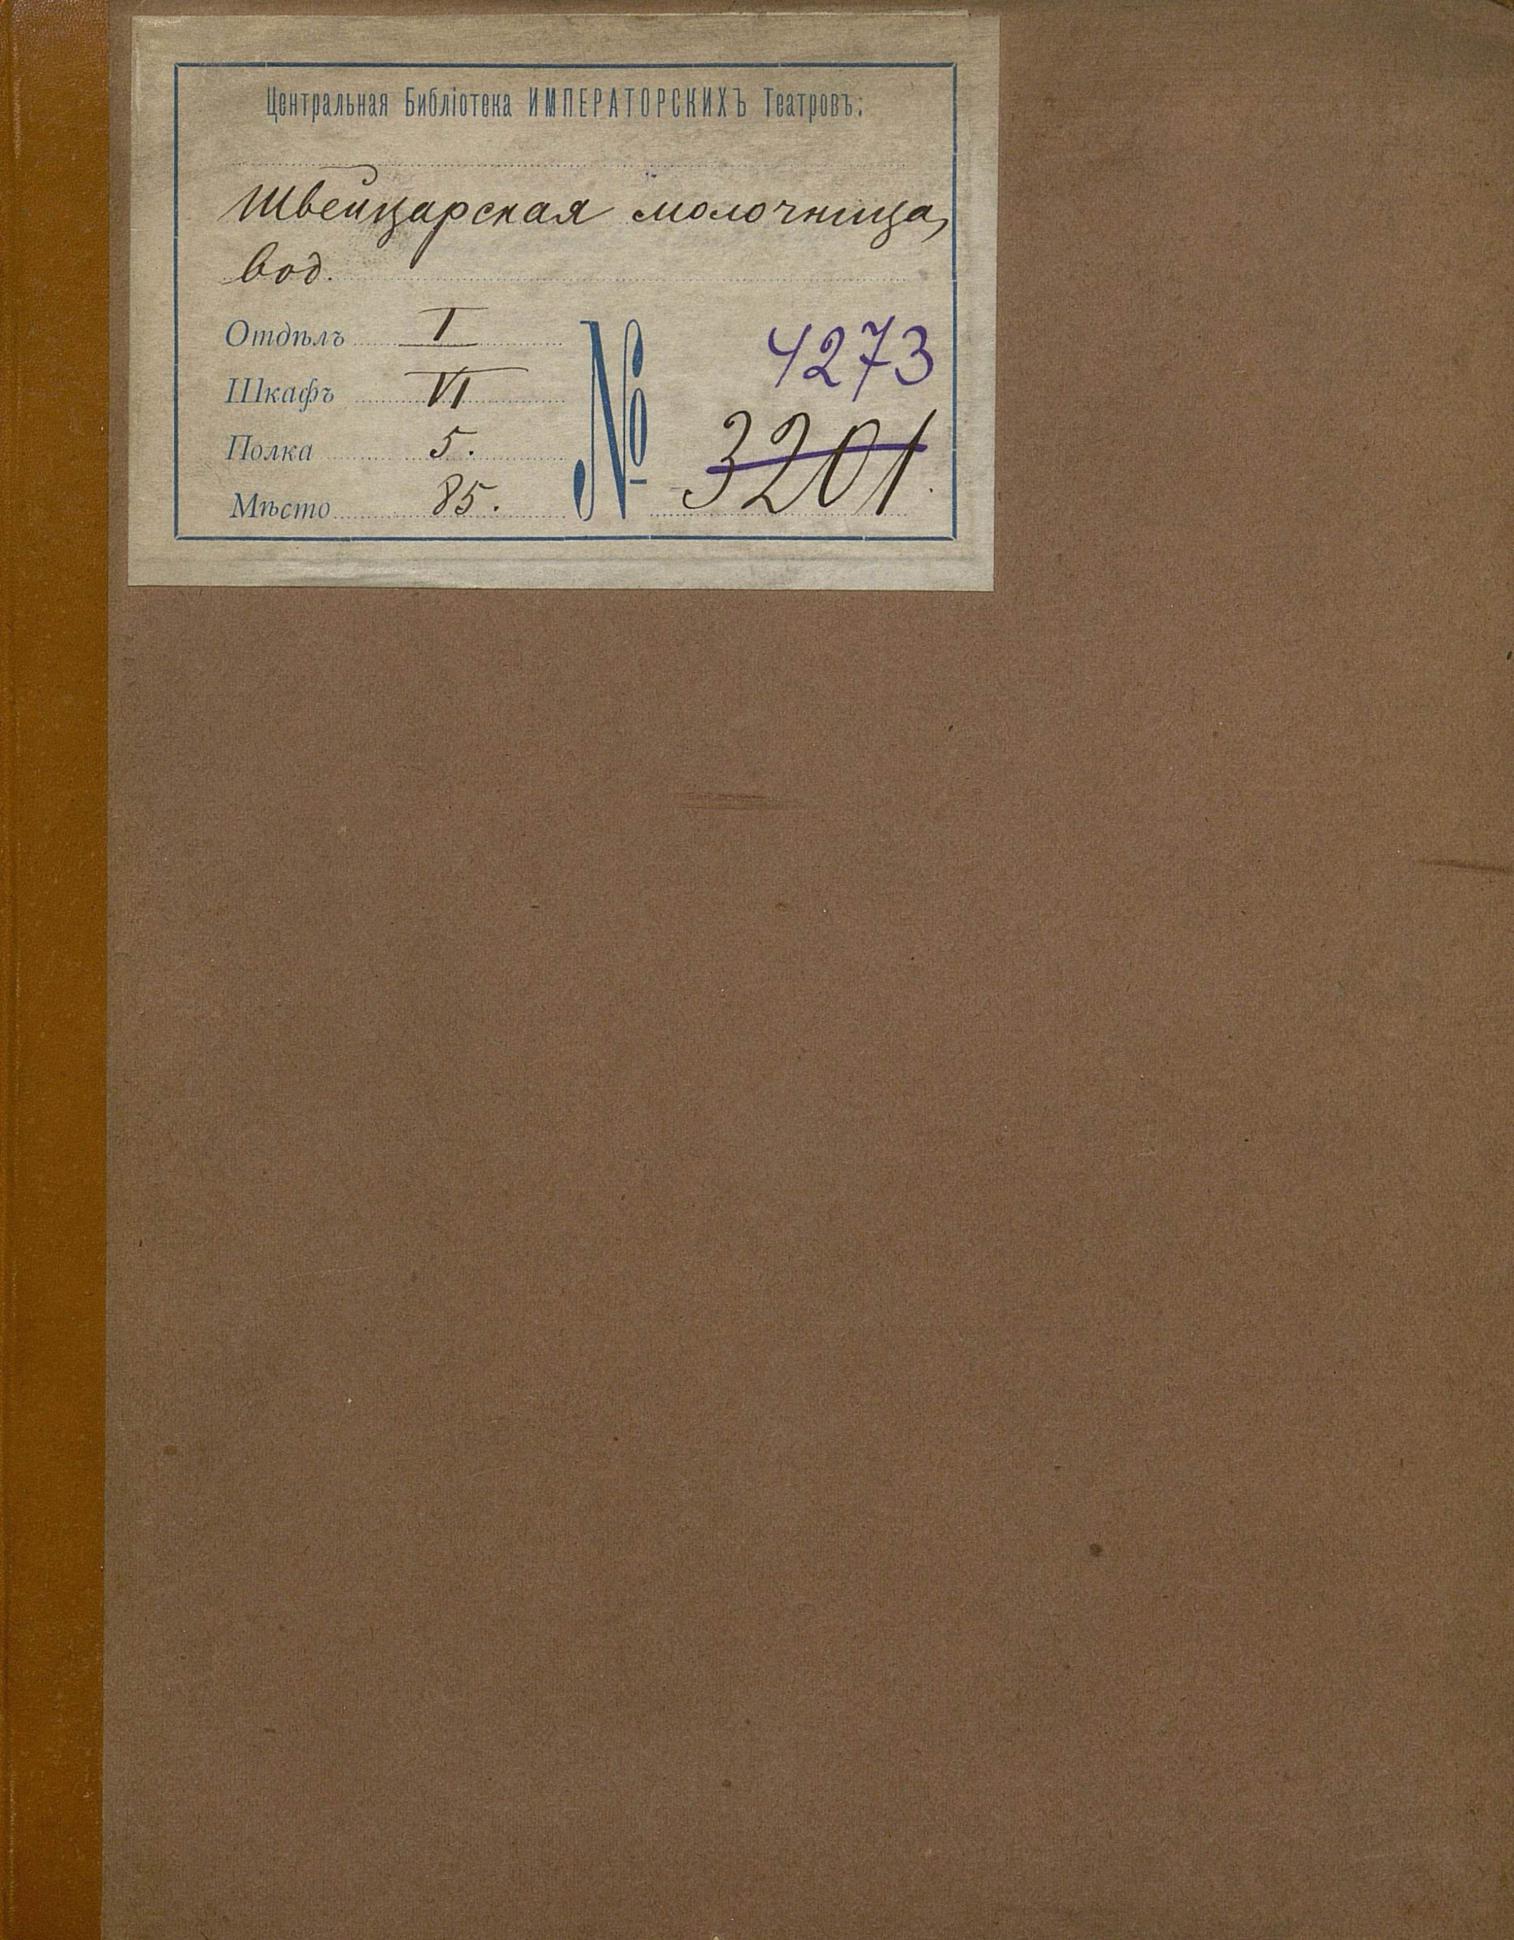 Центральная Библіотека ИМПЕРАТОРСКИХЪ Театровъ:
Швейцарская молочница,
вод.
Отдѣлъ I
Шкафъ VI
Полка 5.
Мѣсто 85.
№ 4273
3201.